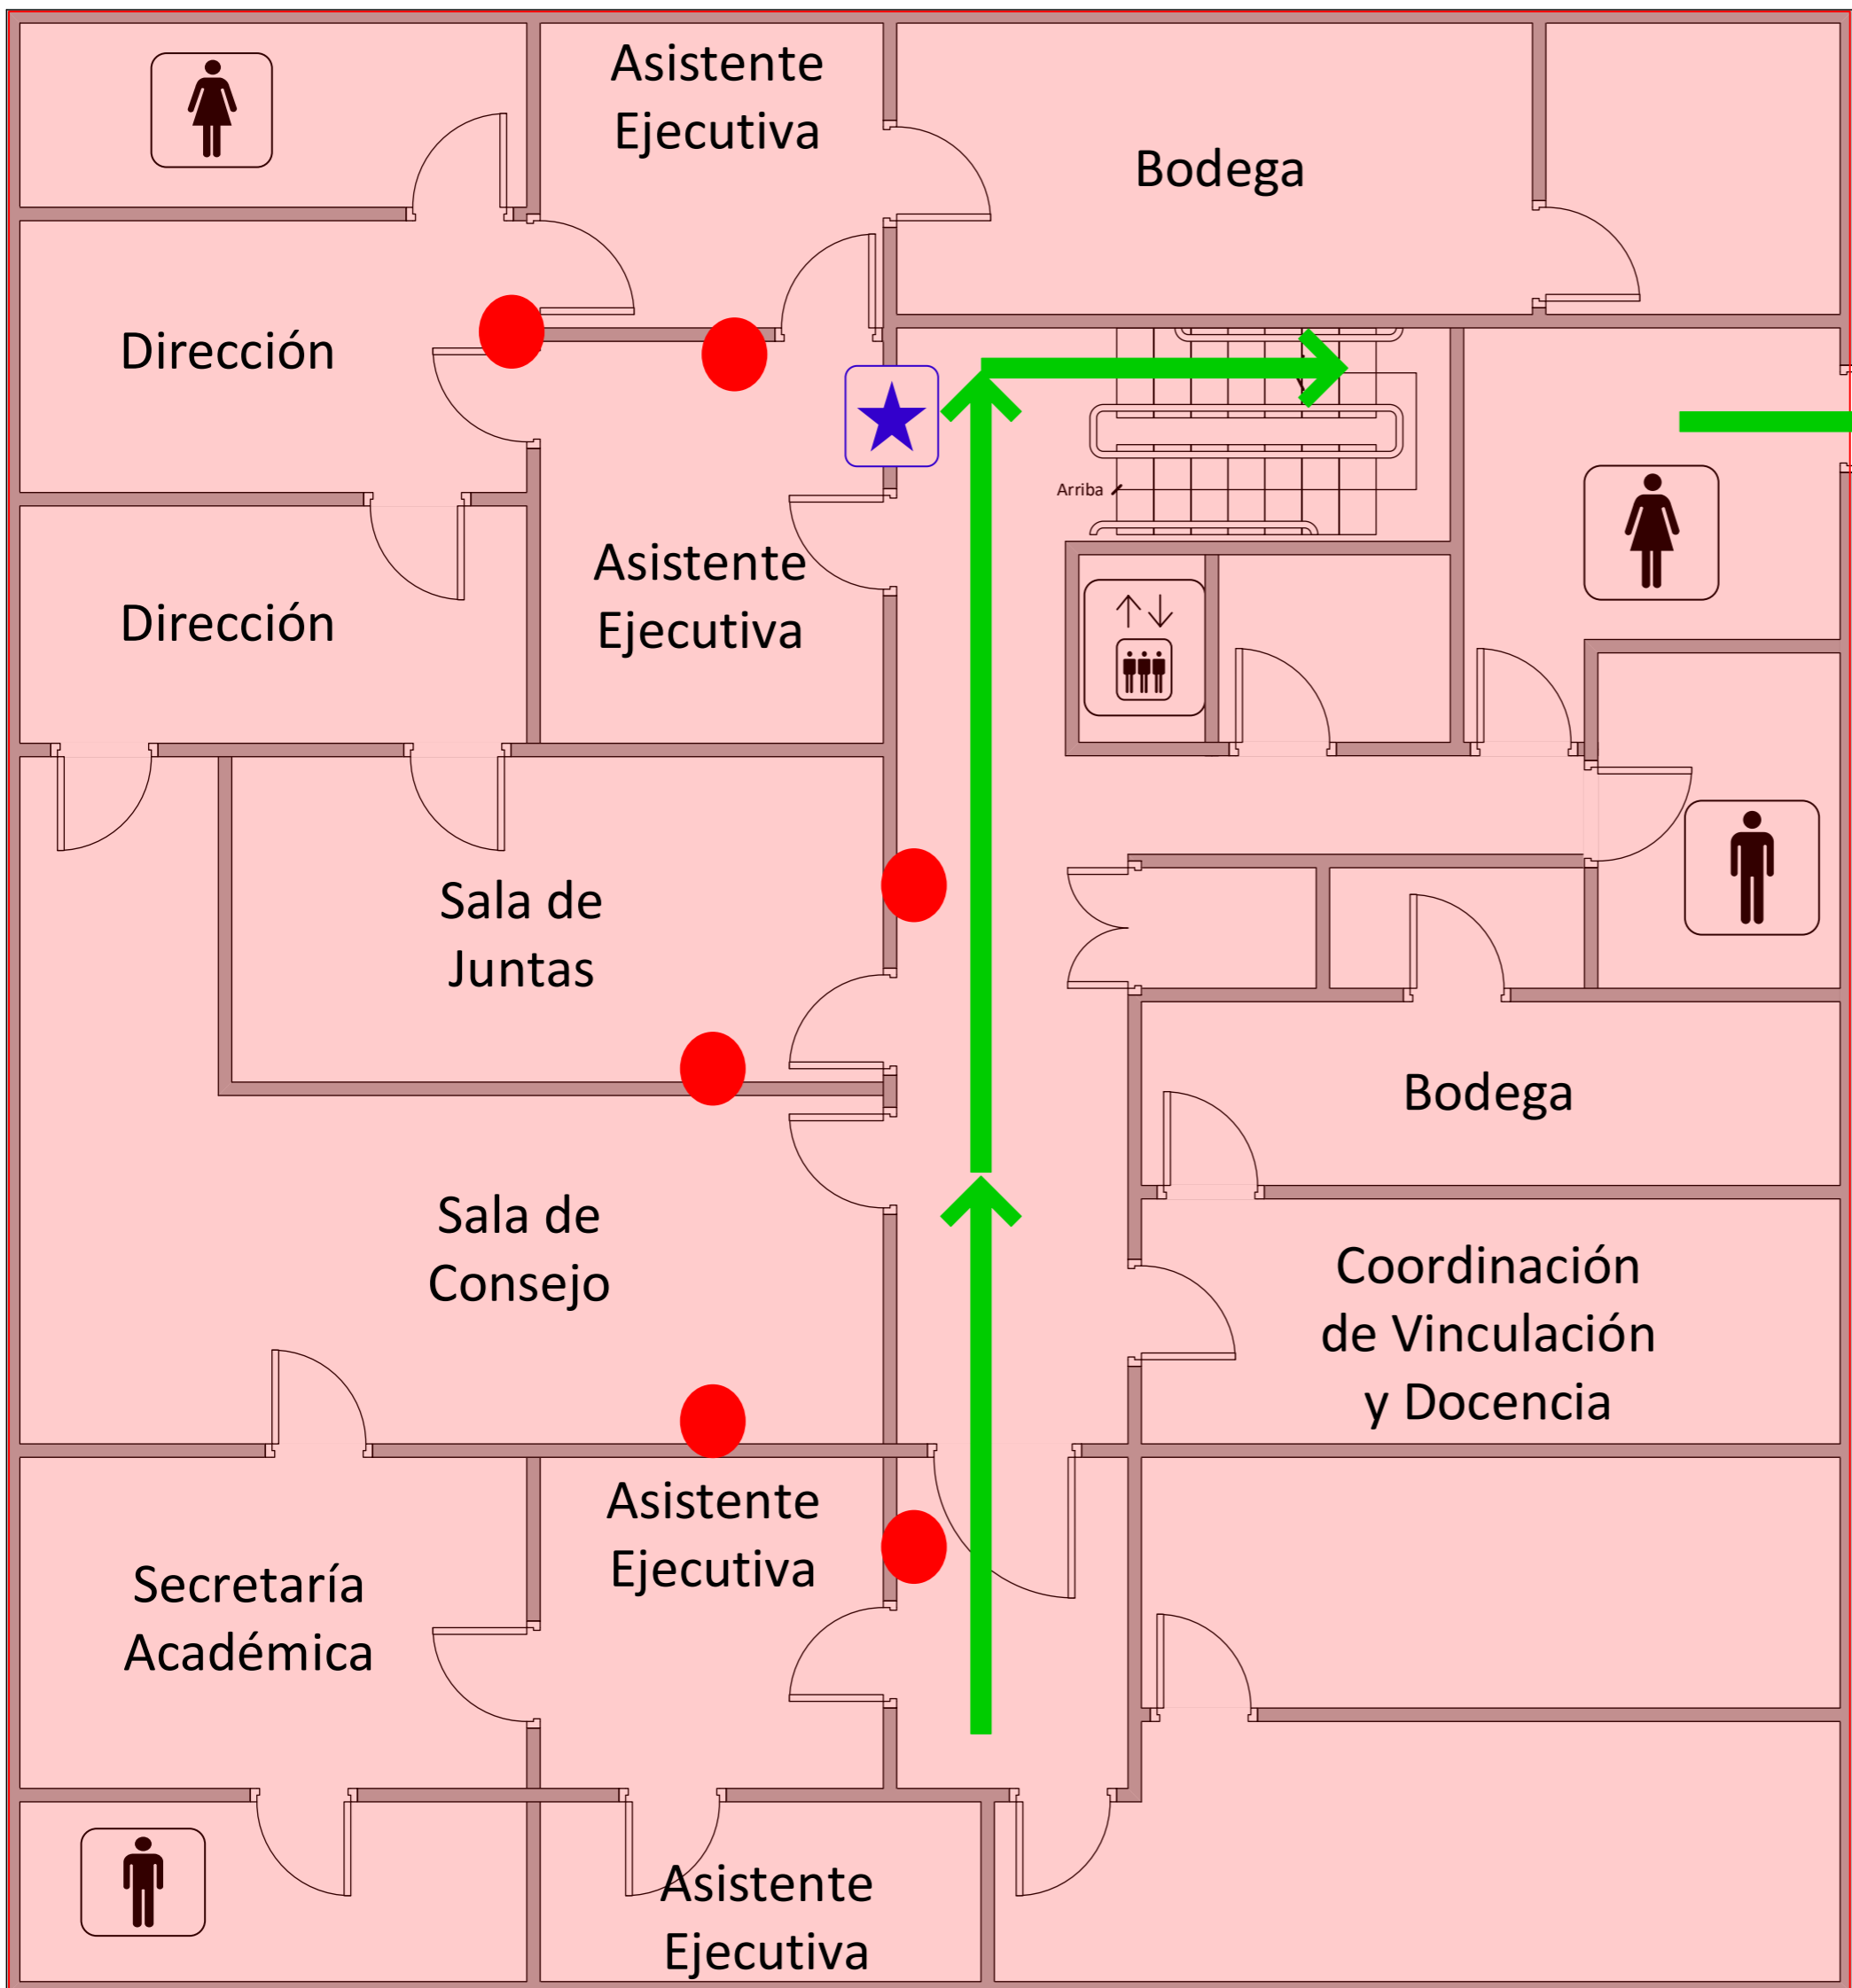 Asistente
Ejecutiva
Bodega
Dirección
Arriba
Asistente
Ejecutiva
Dirección
Sala de
Juntas
Bodega
Sala de
Consejo
Coordinación
de Vinculación
y Docencia
Asistente
Ejecutiva
Secretaría
Académica
Asistente
Ejecutiva